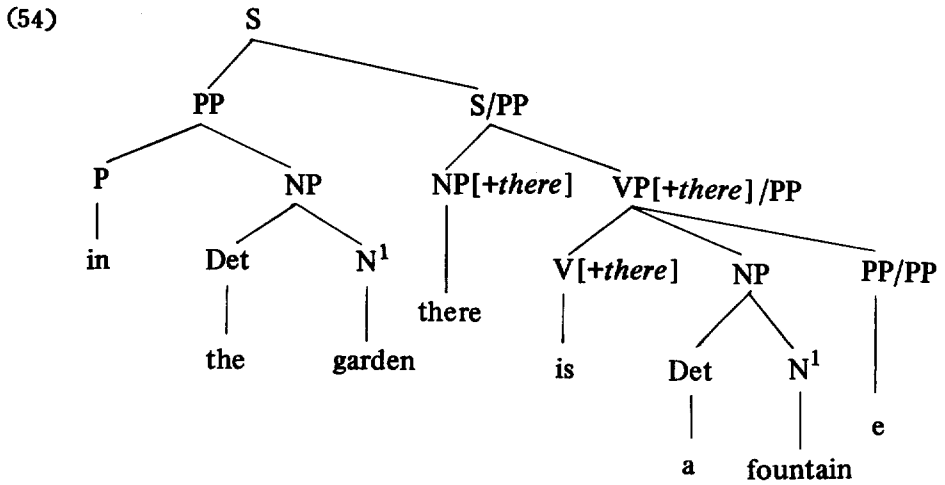 (54) S
PP S/PP
P NP NP[+there] VP[+there]/PP
in Det N¹ V[+there] NP PP/PP
there
the garden is Det N¹
e
a fountain